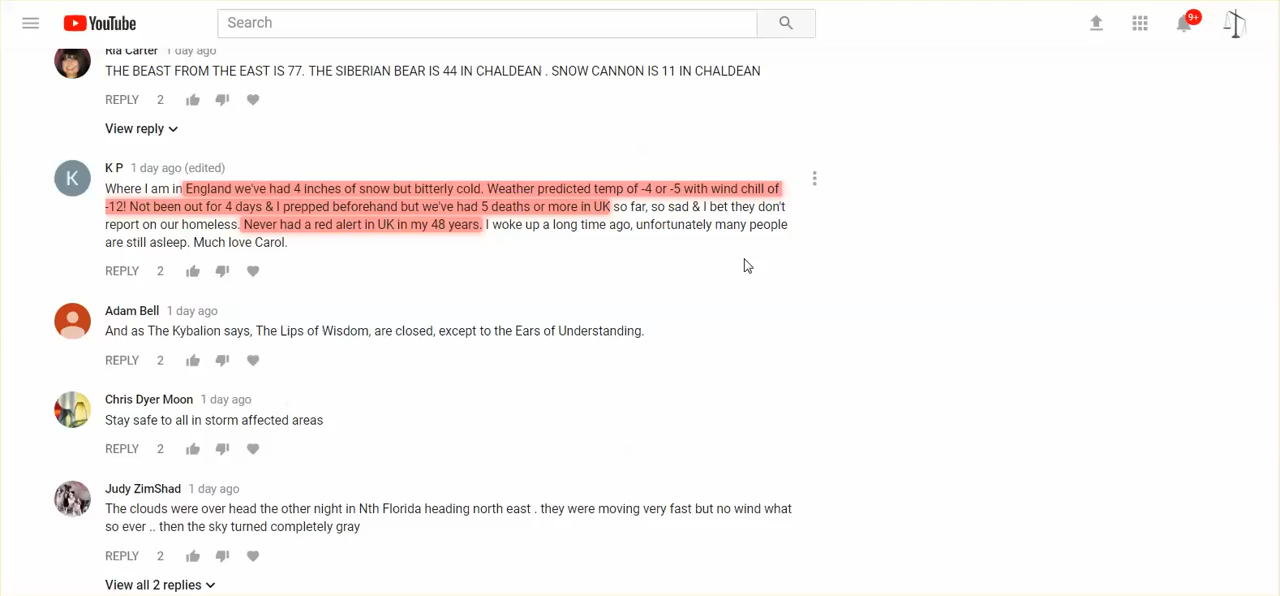 YouTube
Search
9+
Ria Carter 1 day ago
THE BEAST FROM THE EAST IS 77. THE SIBERIAN BEAR IS 44 IN CHALDEAN . SNOW CANNON IS 11 IN CHALDEAN
REPLY 2
View reply
K
K P 1 day ago (edited)
Where I am in England we've had 4 inches of snow but bitterly cold. Weather predicted temp of -4 or -5 with wind chill of
-12! Not been out for 4 days & I prepped beforehand but we've had 5 deaths or more in UK so far, so sad & I bet they don't
report on our homeless. Never had a red alert in UK in my 48 years. I woke up a long time ago, unfortunately many people
are still asleep. Much love Carol.
REPLY 2
Adam Bell 1 day ago
And as The Kybalion says, The Lips of Wisdom, are closed, except to the Ears of Understanding.
REPLY 2
Chris Dyer Moon 1 day ago
Stay safe to all in storm affected areas
REPLY 2
Judy ZimShad 1 day ago
The clouds were over head the other night in Nth Florida heading north east . they were moving very fast but no wind what
so ever .. then the sky turned completely gray
REPLY 2
View all 2 replies